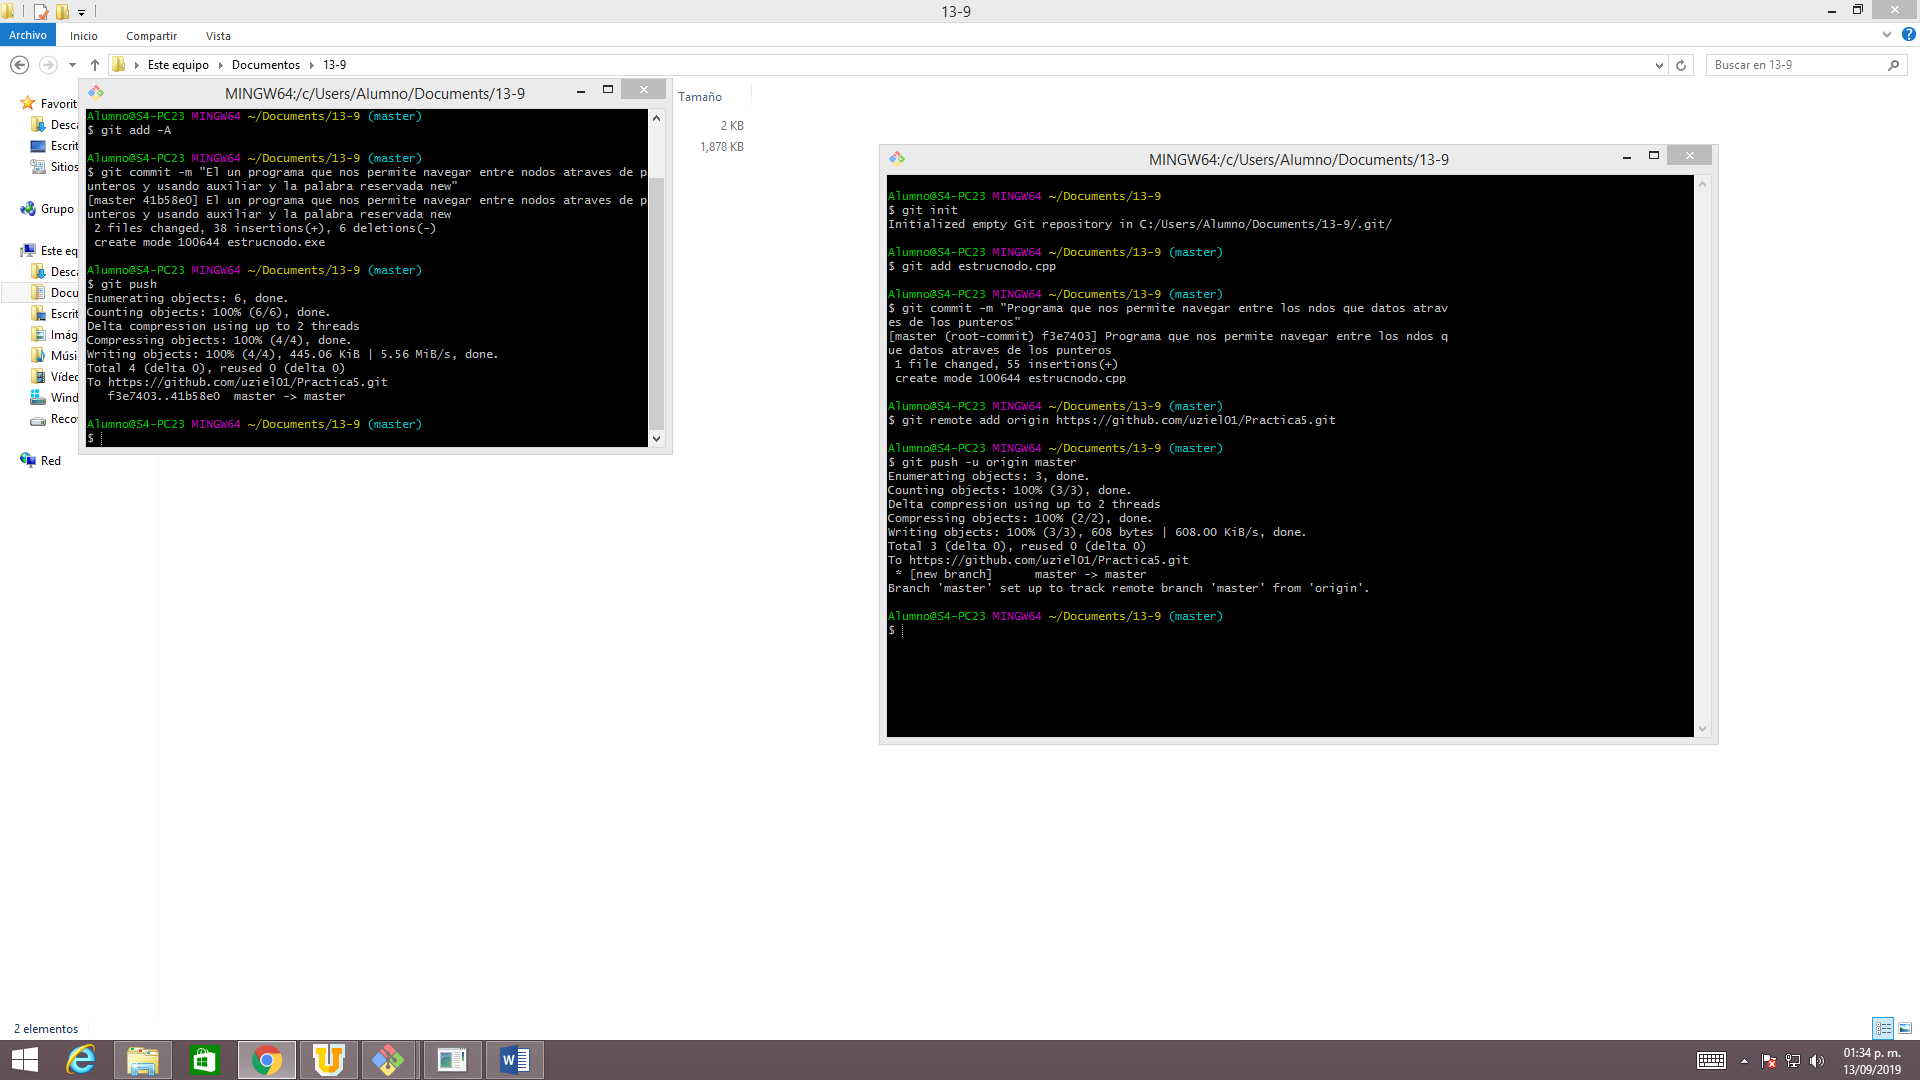 13-9
Archivo Inicio Compartir Vista
Este equipo Documentos 13-9
Buscar en 13-9
Favorit
Desca
Escrit
Sitios
Grupo
Este eq
Desca
Docu
Escrit
Imág
Músi
Vídeo
Wind
Reco
Red
Tamaño
2 KB
1,878 KB
MINGW64:/c/Users/Alumno/Documents/13-9
Alumno@S4-PC23 MINGW64 ~/Documents/13-9 (master)
$ git add -A
Alumno@S4-PC23 MINGW64 ~/Documents/13-9 (master)
$ git commit -m "El un programa que nos permite navegar entre nodos atraves de p
unteros y usando auxiliar y la palabra reservada new"
[master 41b58e0] El un programa que nos permite navegar entre nodos atraves de p
unteros y usando auxiliar y la palabra reservada new
2 files changed, 38 insertions(+), 6 deletions(-)
create mode 100644 estrucnodo.exe
Alumno@S4-PC23 MINGW64 ~/Documents/13-9 (master)
$ git push
Enumerating objects: 6, done.
Counting objects: 100% (6/6), done.
Delta compression using up to 2 threads
Compressing objects: 100% (4/4), done.
Writing objects: 100% (4/4), 445.06 KiB | 5.56 MiB/s, done.
Total 4 (delta 0), reused 0 (delta 0)
To https://github.com/uziel01/Practica5.git
f3e7403..41b58e0 master -> master
Alumno@S4-PC23 MINGW64 ~/Documents/13-9 (master)
$
MINGW64:/c/Users/Alumno/Documents/13-9
Alumno@S4-PC23 MINGW64 ~/Documents/13-9
$ git init
Initialized empty Git repository in C:/Users/Alumno/Documents/13-9/.git/
Alumno@S4-PC23 MINGW64 ~/Documents/13-9 (master)
$ git add estrucnodo.cpp
Alumno@S4-PC23 MINGW64 ~/Documents/13-9 (master)
$ git commit -m "Programa que nos permite navegar entre los ndos que datos atrav
es de los punteros"
[master (root-commit) f3e7403] Programa que nos permite navegar entre los ndos q
ue datos atraves de los punteros
1 file changed, 55 insertions(+)
create mode 100644 estrucnodo.cpp
Alumno@S4-PC23 MINGW64 ~/Documents/13-9 (master)
$ git remote add origin https://github.com/uziel01/Practica5.git
Alumno@S4-PC23 MINGW64 ~/Documents/13-9 (master)
$ git push -u origin master
Enumerating objects: 3, done.
Counting objects: 100% (3/3), done.
Delta compression using up to 2 threads
Compressing objects: 100% (2/2), done.
Writing objects: 100% (3/3), 608 bytes | 608.00 KiB/s, done.
Total 3 (delta 0), reused 0 (delta 0)
To https://github.com/uziel01/Practica5.git
* [new branch] master -> master
Branch 'master' set up to track remote branch 'master' from 'origin'.
Alumno@S4-PC23 MINGW64 ~/Documents/13-9 (master)
$
2 elementos
01:34 p. m.
13/09/2019